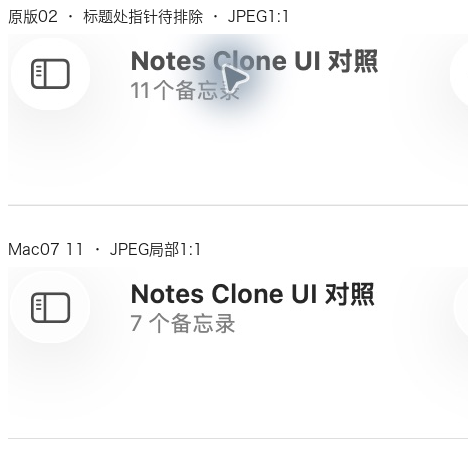 原版02 · 标题处指针待排除 · JPEG1:1
Notes Clone UI 对照
11个备忘录
Mac07 11 · JPEG局部1:1
Notes Clone UI 对照
7 个备忘录